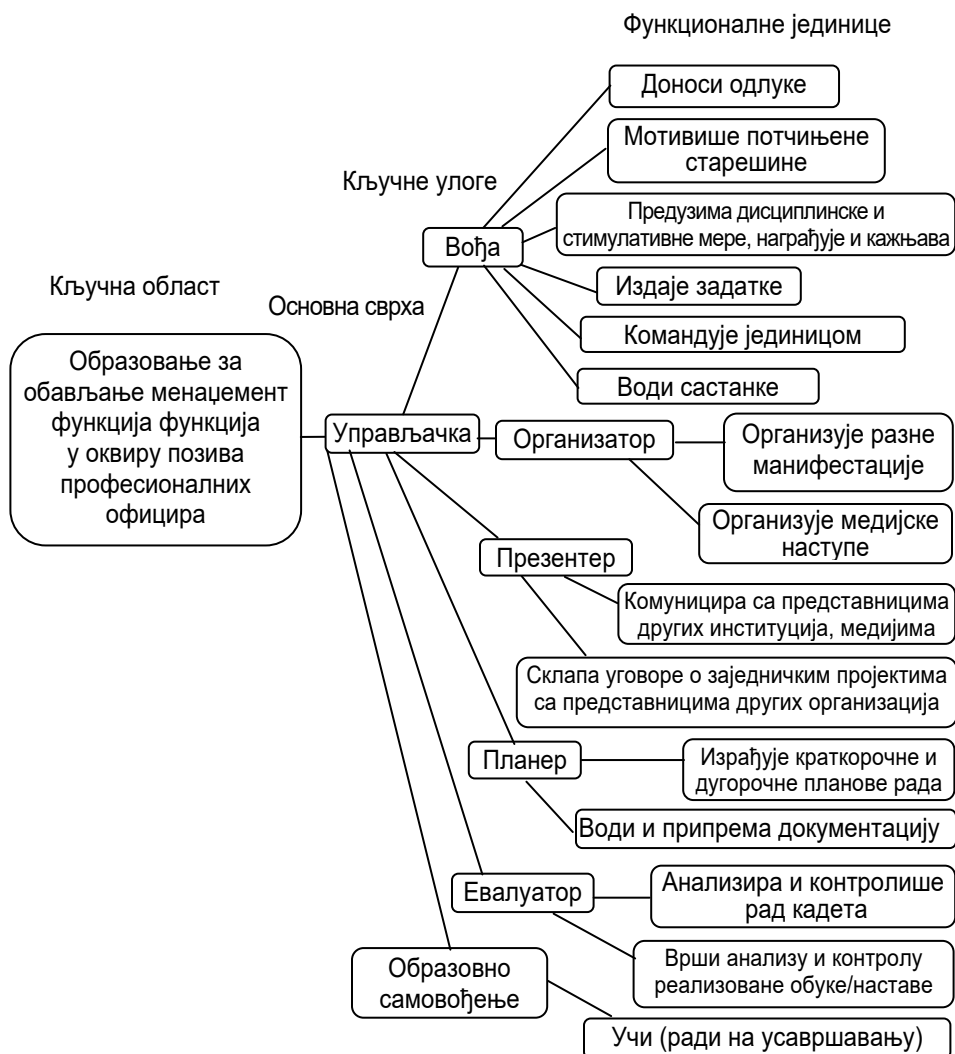 Функционалне јединице
Доноси одлуке
Мотивише потчињене
старешине
Кључне улоге
Предузима дисциплинске и
стимулативне мере, награђује и кажњава
Вођа
Издаје задатке
Кључна област
Основна сврха
Командује јединицом
Води састанке
Образовање за
обављање менаџемент
функција функција
у оквиру позива
професионалних
официра
Управљачка
Организатор
Организује разне
манифестације
Организује медијске
наступе
Презентер
Комуницира са представницима
других институција, медијима
Склапа уговоре о заједничким пројектима
са представницима других организација
Планер
Израђује краткорочне и
дугорочне планове рада
Води и припрема документацију
Евалуатор
Анализира и контролише
рад кадета
Врши анализу и контролу
реализоване обуке/наставе
Образовно
самовођење
Учи (ради на усавршавању)